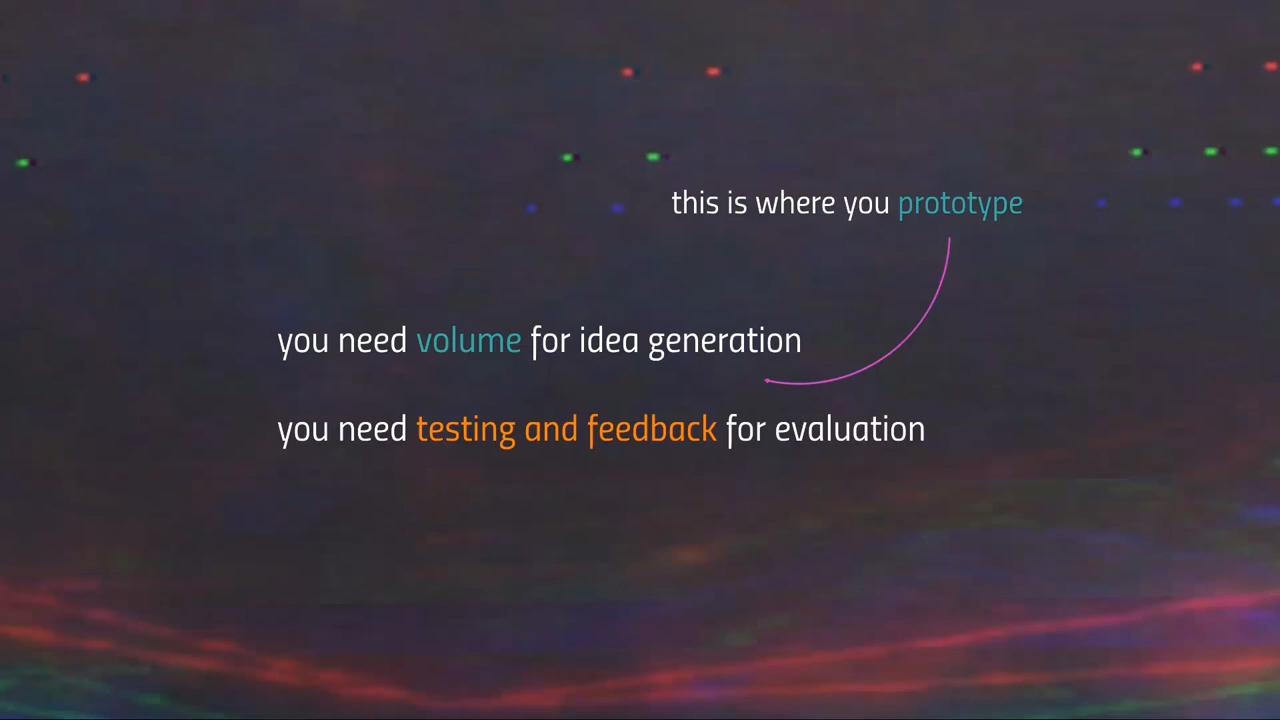 this is where you prototype
you need volume for idea generation
you need testing and feedback for evaluation